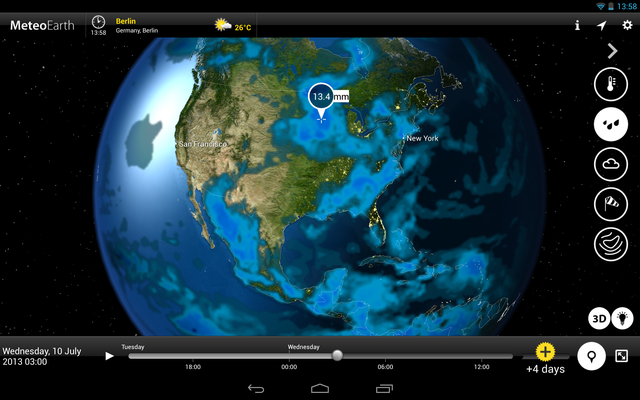 13:58
MeteoEarth
13:58
Berlin
Germany, Berlin
26°C
i
13.4 mm
San Francisco
New York
3D
Wednesday, 10 July
2013 03:00
Tuesday
Wednesday
18:00
00:00
06:00
12:00
+
+4 days